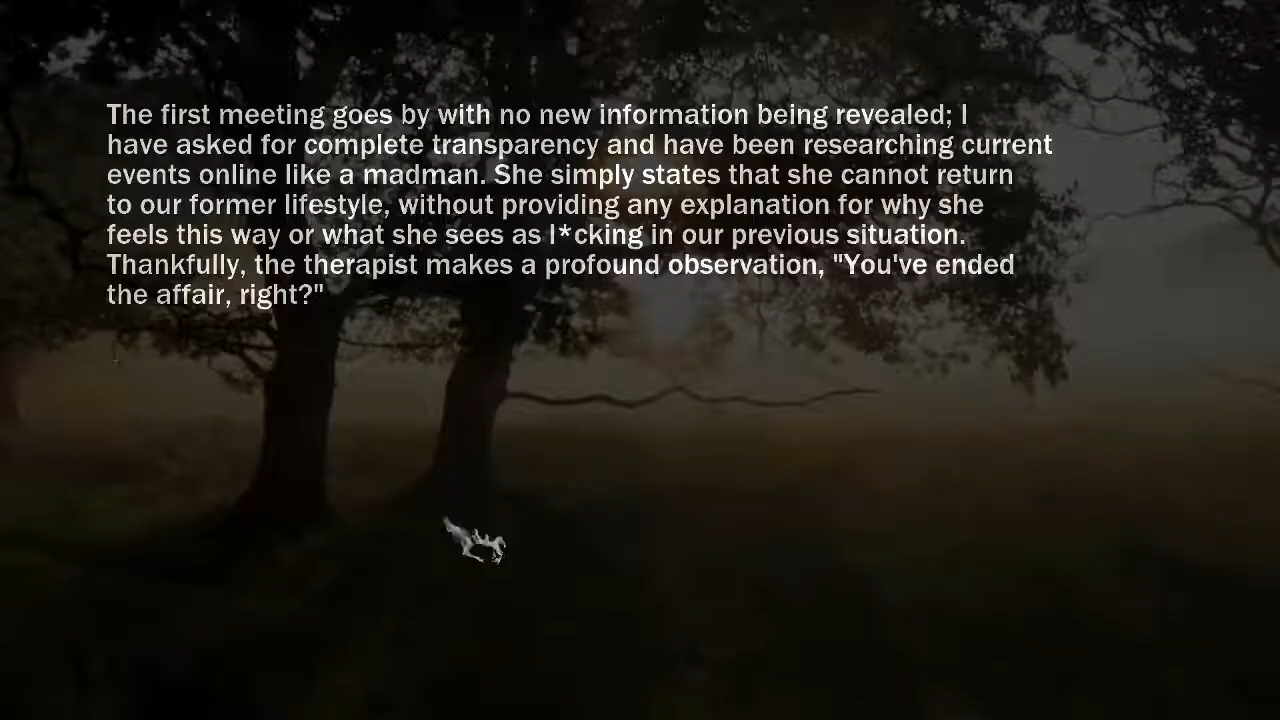 The first meeting goes by with no new information being revealed; I
have asked for complete transparency and have been researching current
events online like a madman. She simply states that she cannot return
to our former lifestyle, without providing any explanation for why she
feels this way or what she sees as l*cking in our previous situation.
Thankfully, the therapist makes a profound observation, "You've ended
the affair, right?"